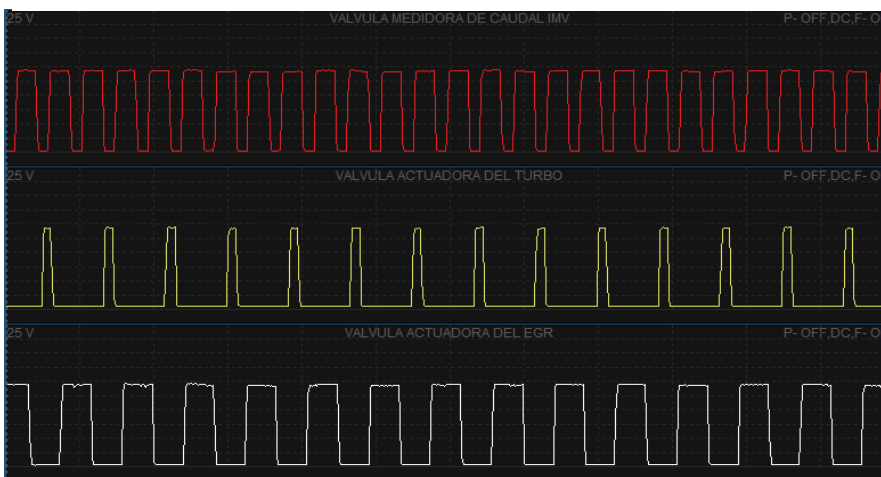 25 V VALVULA MEDIDORA DE CAUDAL IMV P- OFF,DC,F- O
25 V VALVULA ACTUADORA DEL TURBO P- OFF,DC,F- O
25 V VALVULA ACTUADORA DEL EGR P- OFF,DC,F- O